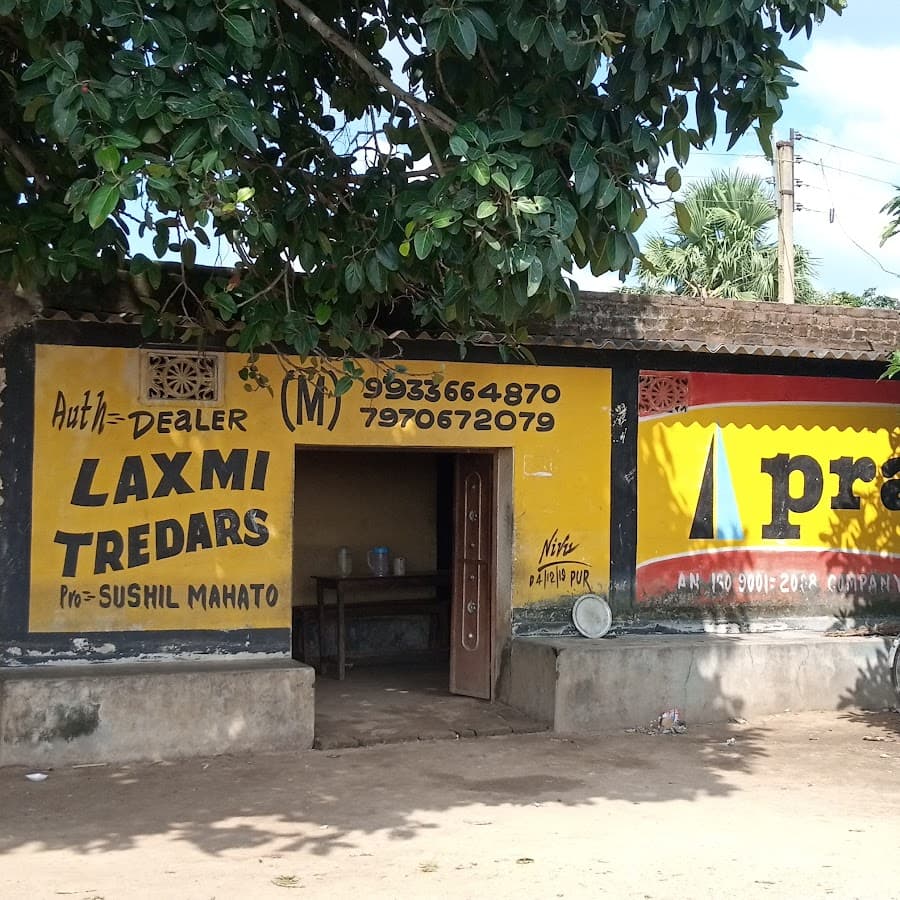 Auth= DEALER
(M) 9933664870
7970672079
LAXMI
TREDARS
Pro= SUSHIL MAHATO
Nivu
04/12/18 PUR
pra
AN ISO 9001=2008 COMPANY